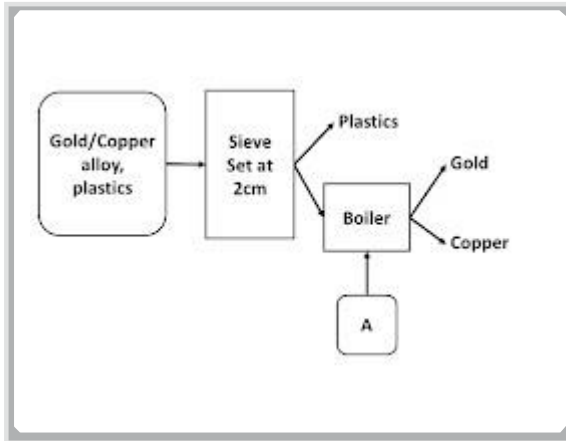 Gold/Copper
alloy,
plastics
Sieve
Set at
2cm
Plastics
Boiler
Gold
Copper
A